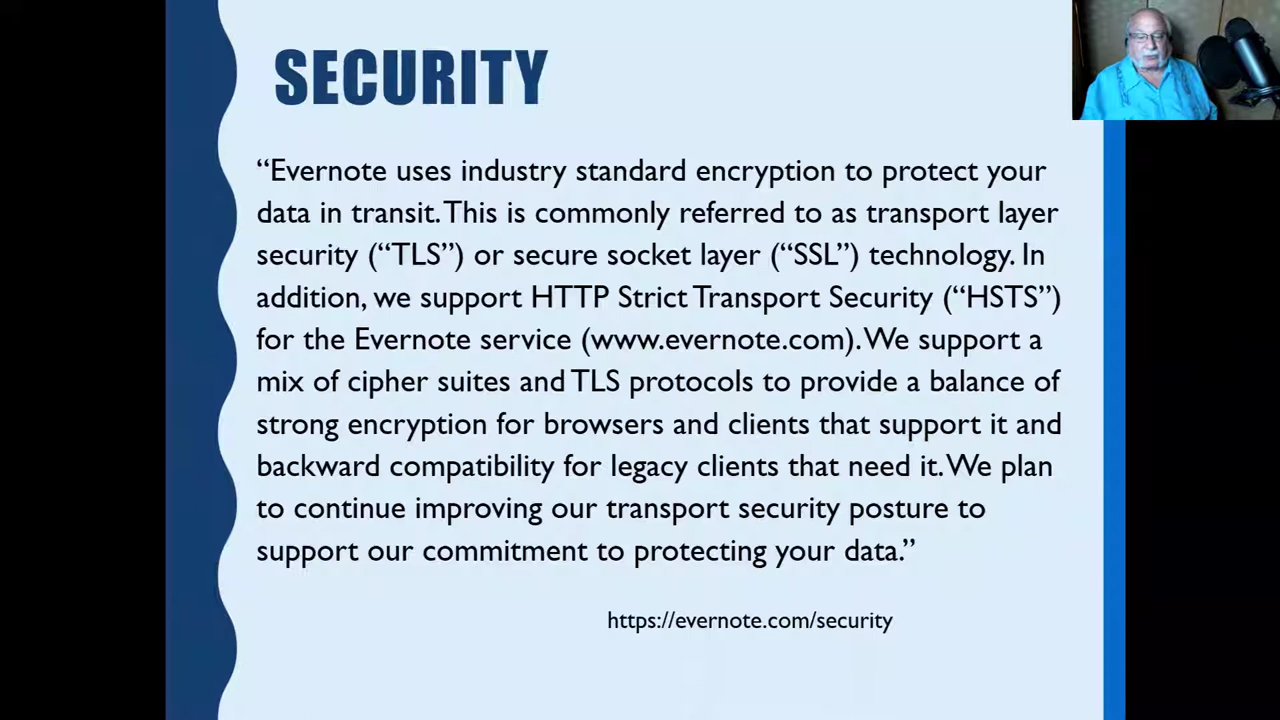 SECURITY
“Evernote uses industry standard encryption to protect your
data in transit. This is commonly referred to as transport layer
security (“TLS”) or secure socket layer (“SSL”) technology. In
addition, we support HTTP Strict Transport Security (“HSTS”)
for the Evernote service (www.evernote.com). We support a
mix of cipher suites and TLS protocols to provide a balance of
strong encryption for browsers and clients that support it and
backward compatibility for legacy clients that need it. We plan
to continue improving our transport security posture to
support our commitment to protecting your data.”
https://evernote.com/security